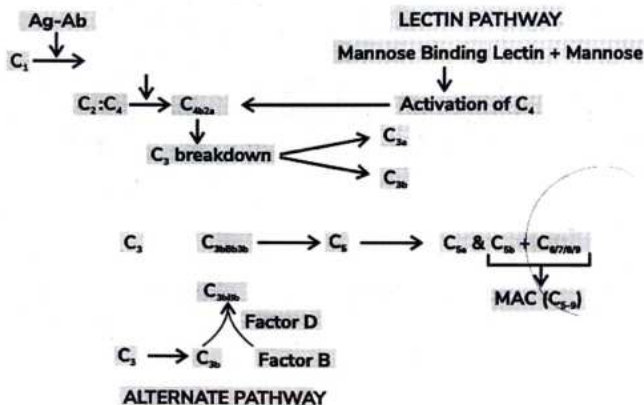 Ag-Ab
LECTIN PATHWAY
C₁
Mannose Binding Lectin + Mannose
C₂:C₄
C₄b₂a
Activation of C₄
C₃ breakdown
C₃a
C₃b
C₃
C₃bBb₃b
C₅
C₅a & C₅b + C₆/₇/₈/₉
C₃bBb
MAC (C₅₋₉)
Factor D
C₃
C₃b
Factor B
ALTERNATE PATHWAY